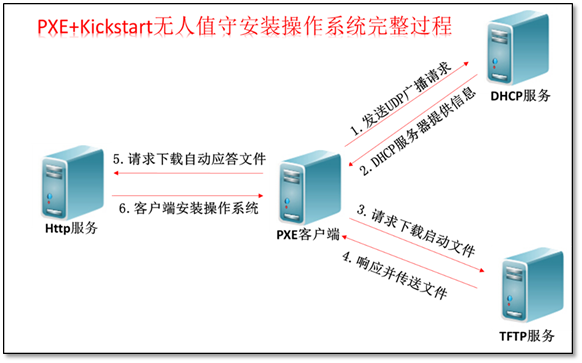 PXE+Kickstart无人值守安装操作系统完整过程
DHCP服务
1.发送UDP广播请求
2.DHCP服务器提供信息
5.请求下载自动应答文件
6.客户端安装操作系统
Http服务
PXE客户端
3.请求下载启动文件
4.响应并传送文件
TFTP服务